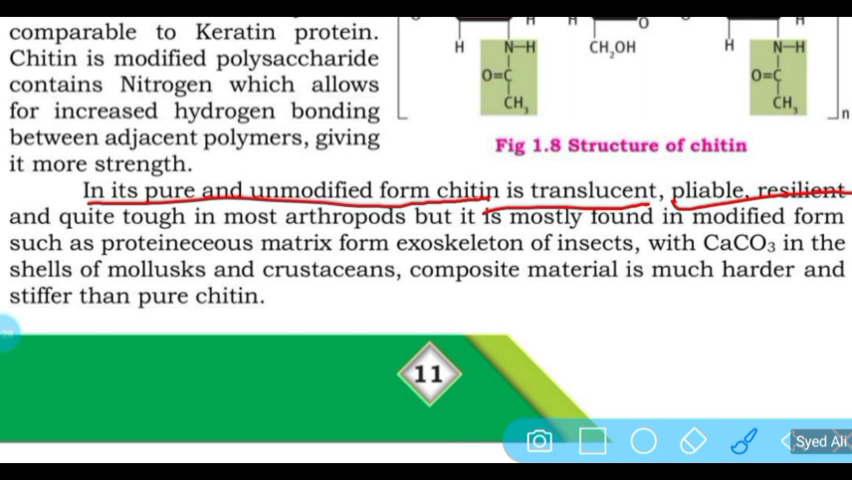 comparable to Keratin protein.
Chitin is modified polysaccharide
contains Nitrogen which allows
for increased hydrogen bonding
between adjacent polymers, giving
it more strength.
H H O H
H N—H CH₂OH H N—H
O=C O=C
CH₃ CH₃
n
Fig 1.8 Structure of chitin
In its pure and unmodified form chitin is translucent, pliable, resilient
and quite tough in most arthropods but it is mostly found in modified form
such as proteineceous matrix form exoskeleton of insects, with CaCO₃ in the
shells of mollusks and crustaceans, composite material is much harder and
stiffer than pure chitin.
28
11
Syed Ali